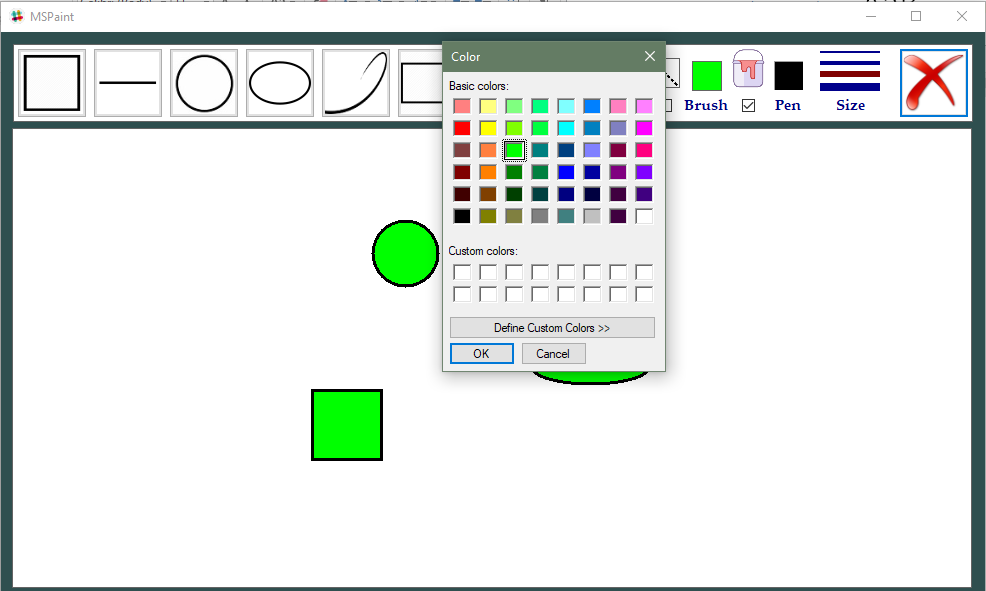 MSPaint
Color
Basic colors:
Custom colors:
Define Custom Colors >>
OK
Cancel
Brush
Pen
Size